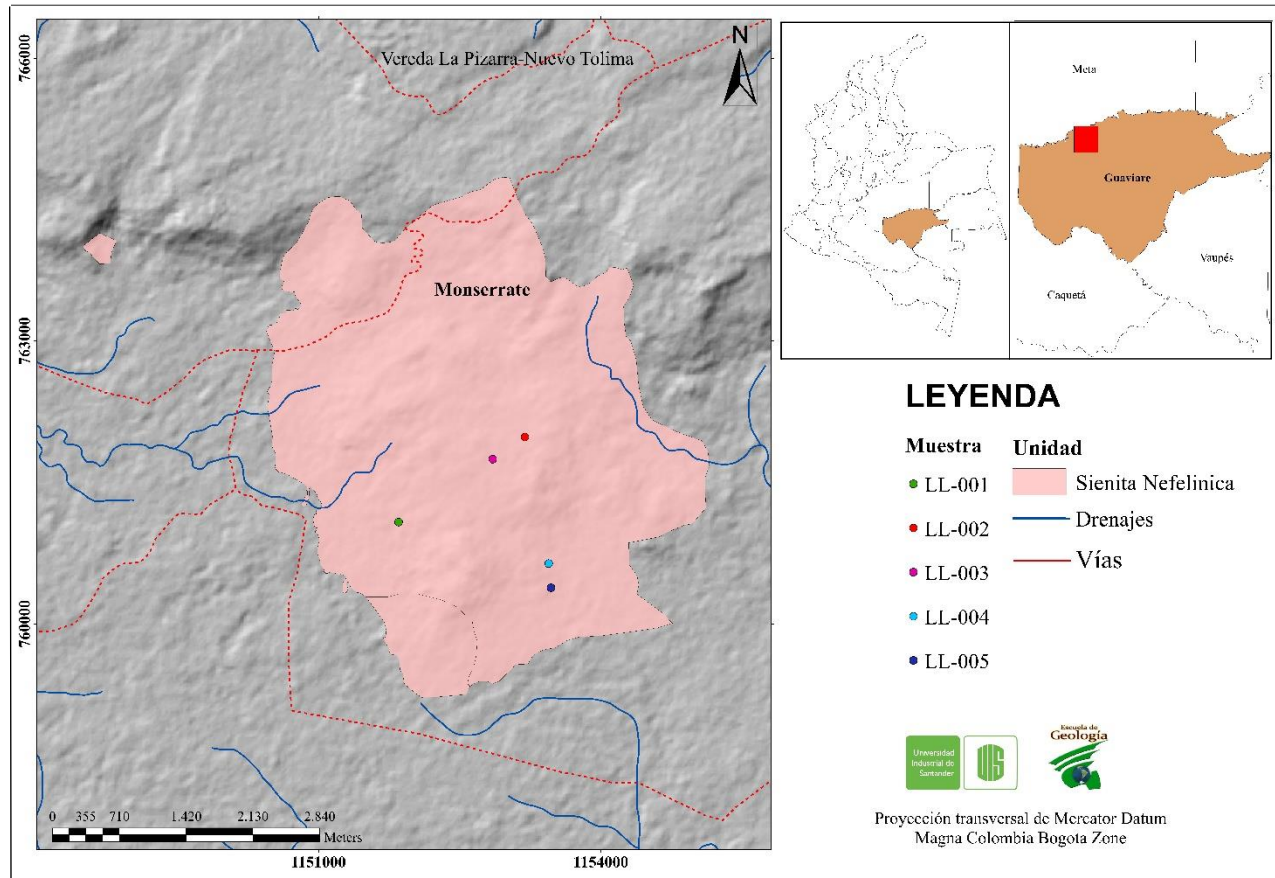 Vereda La Pizarra-Nuevo Tolima
N
Monserrate
766000
763000
760000
1151000
1154000
0 355 710 1.420 2.130 2.840
Meters
Meta
Guaviare
Vaupés
Caquetá
LEYENDA
Muestra Unidad
LL-001
LL-002
LL-003
LL-004
LL-005
Sienita Nefelinica
Drenajes
Vías
Universidad
Industrial de
Santander
UIS
Escuela de
Geología
Proyección transversal de Mercator Datum
Magna Colombia Bogota Zone